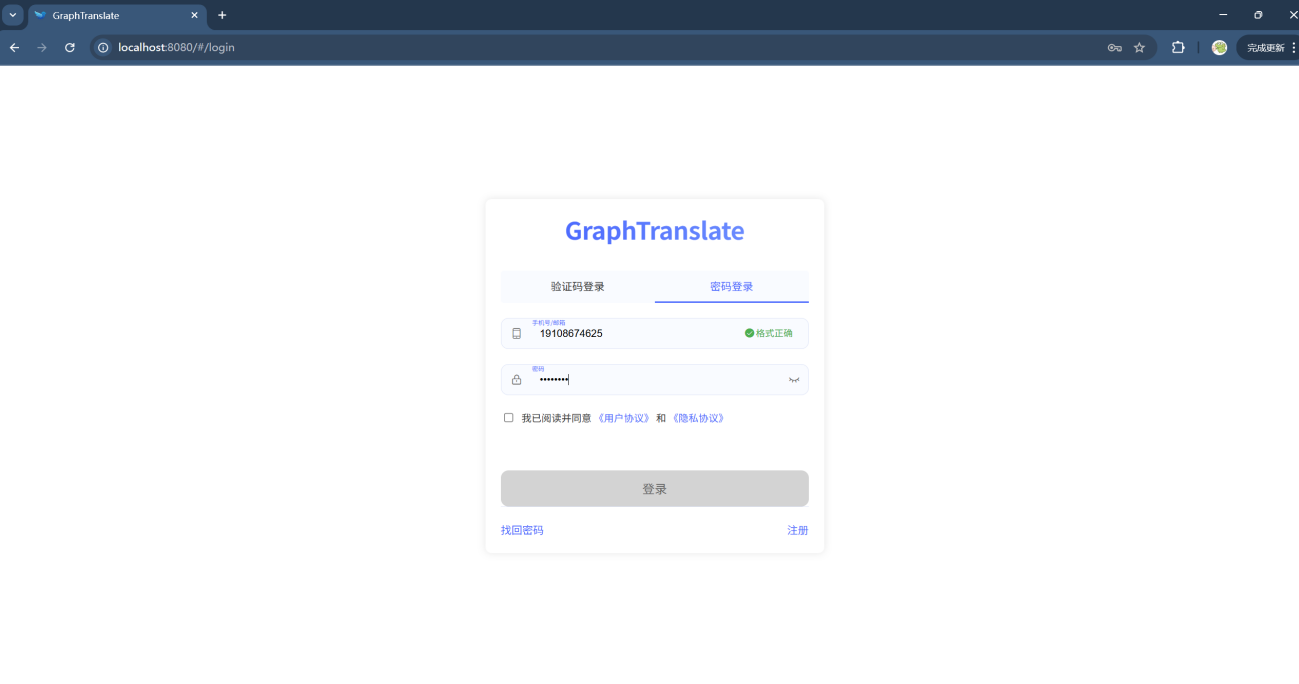 GraphTranslate
localhost:8080/#/login
完成更新
GraphTranslate
验证码登录 密码登录
手机号/邮箱
19108674625 格式正确
密码
••••••••
我已阅读并同意 《用户协议》 和 《隐私协议》
登录
找回密码 注册